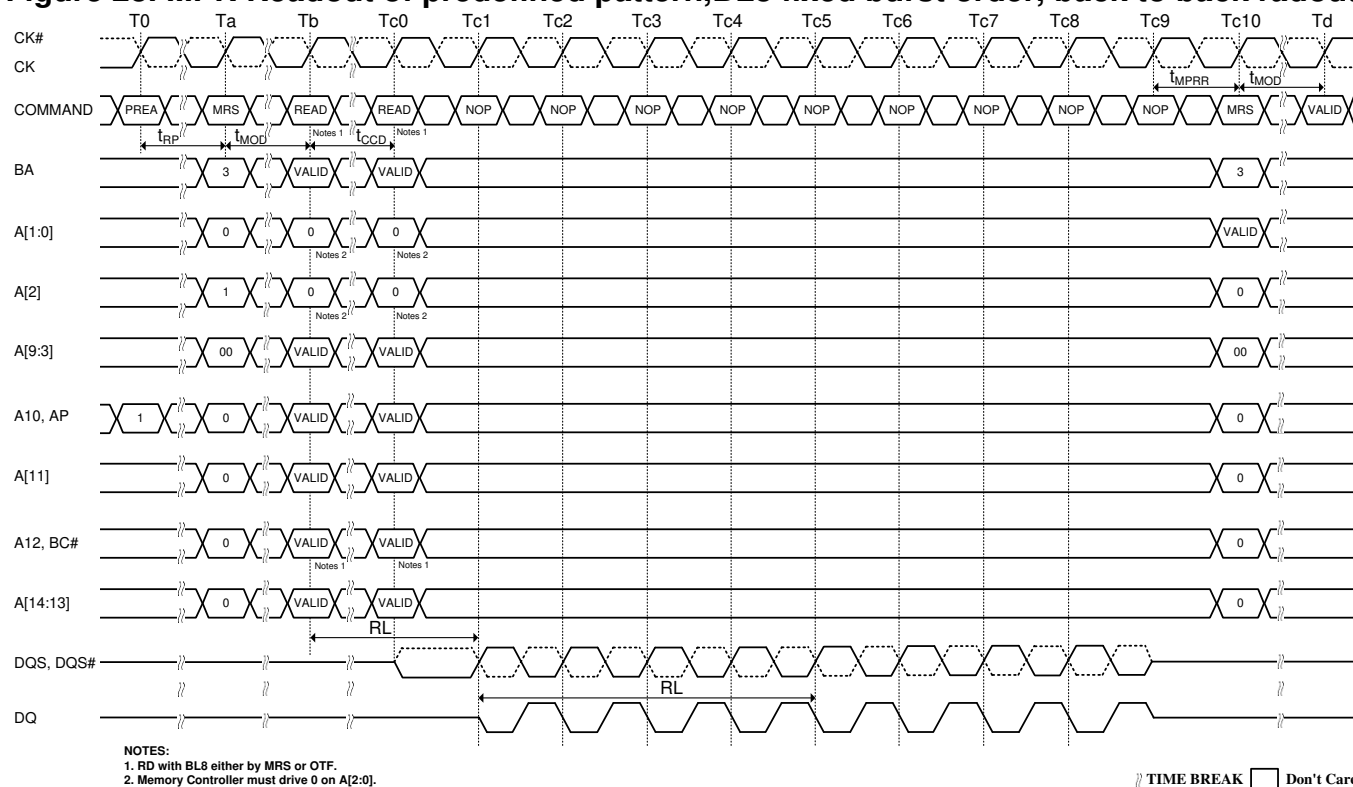 Figure MPR Readout of predefined pattern,BL8 fixed burst order, back to back
T0 Ta Tb Tc0 Tc1 Tc2 Tc3 Tc4 Tc5 Tc6 Tc7 Tc8 Tc9 Tc10 Td
CK#
CK
tMPRR tMOD
COMMAND PREA MRS READ READ NOP NOP NOP NOP NOP NOP NOP NOP NOP MRS VALID
Notes 1 Notes 1
tRP tMOD tCCD
BA 3 VALID VALID 3
A[1:0] 0 0 0 VALID
Notes 2 Notes 2
A[2] 1 0 0 0
Notes 2 Notes 2
A[9:3] 00 VALID VALID 00
A10, AP 1 0 VALID VALID 0
A[11] 0 VALID VALID 0
A12, BC# 0 VALID VALID 0
Notes 1 Notes 1
A[14:13] 0 VALID VALID 0
RL
DQS, DQS#
RL
DQ
NOTES:
1. RD with BL8 either by MRS or OTF.
2. Memory Controller must drive 0 on A[2:0].
TIME BREAK Don't Care